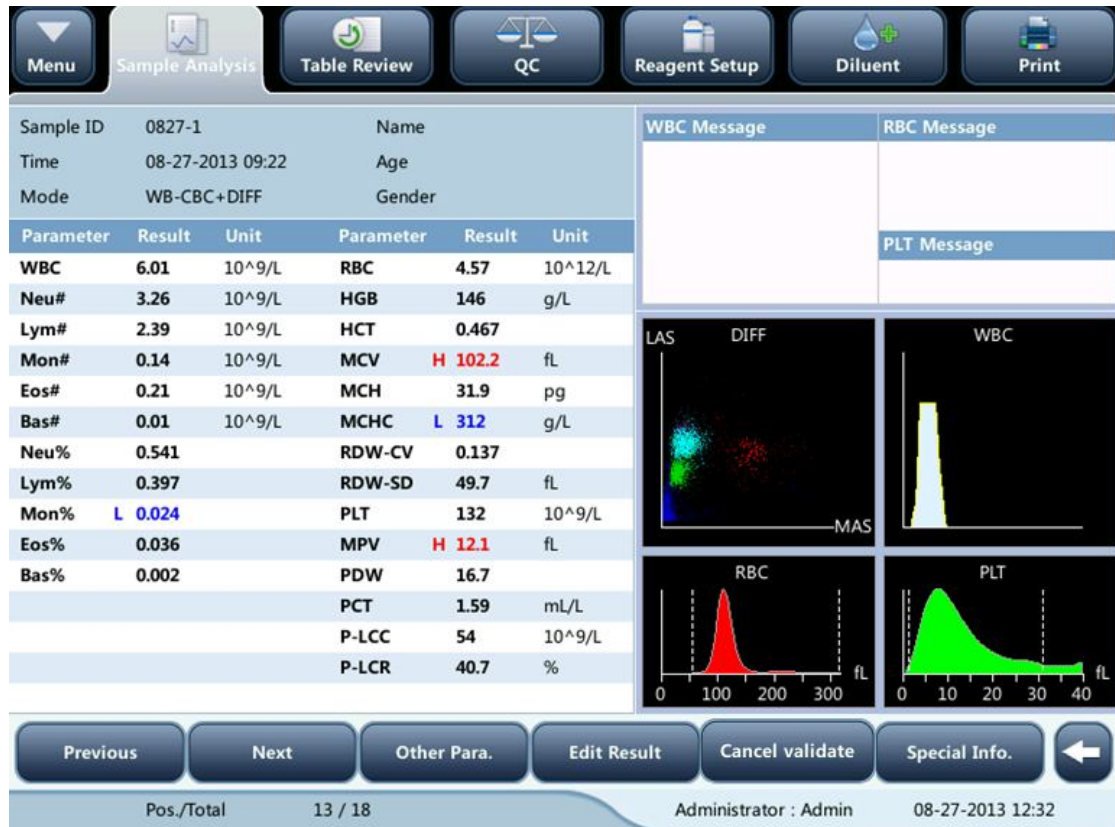 Menu Sample Analysis Table Review QC Reagent Setup Diluent Print
Sample ID 0827-1 Name
Time 08-27-2013 09:22 Age
Mode WB-CBC+DIFF Gender
Parameter Result Unit Parameter Result Unit
WBC 6.01 10^9/L RBC 4.57 10^12/L
Neu# 3.26 10^9/L HGB 146 g/L
Lym# 2.39 10^9/L HCT 0.467
Mon# 0.14 10^9/L MCV H 102.2 fL
Eos# 0.21 10^9/L MCH 31.9 pg
Bas# 0.01 10^9/L MCHC L 312 g/L
Neu% 0.541 RDW-CV 0.137
Lym% 0.397 RDW-SD 49.7 fL
Mon% L 0.024 PLT 132 10^9/L
Eos% 0.036 MPV H 12.1 fL
Bas% 0.002 PDW 16.7
PCT 1.59 mL/L
P-LCC 54 10^9/L
P-LCR 40.7 %
WBC Message RBC Message
PLT Message
LAS DIFF
MAS
WBC
RBC
fL
0 100 200 300
PLT
fL
0 10 20 30 40
Previous Next Other Para. Edit Result Cancel validate Special Info.
Pos./Total 13 / 18 Administrator : Admin 08-27-2013 12:32